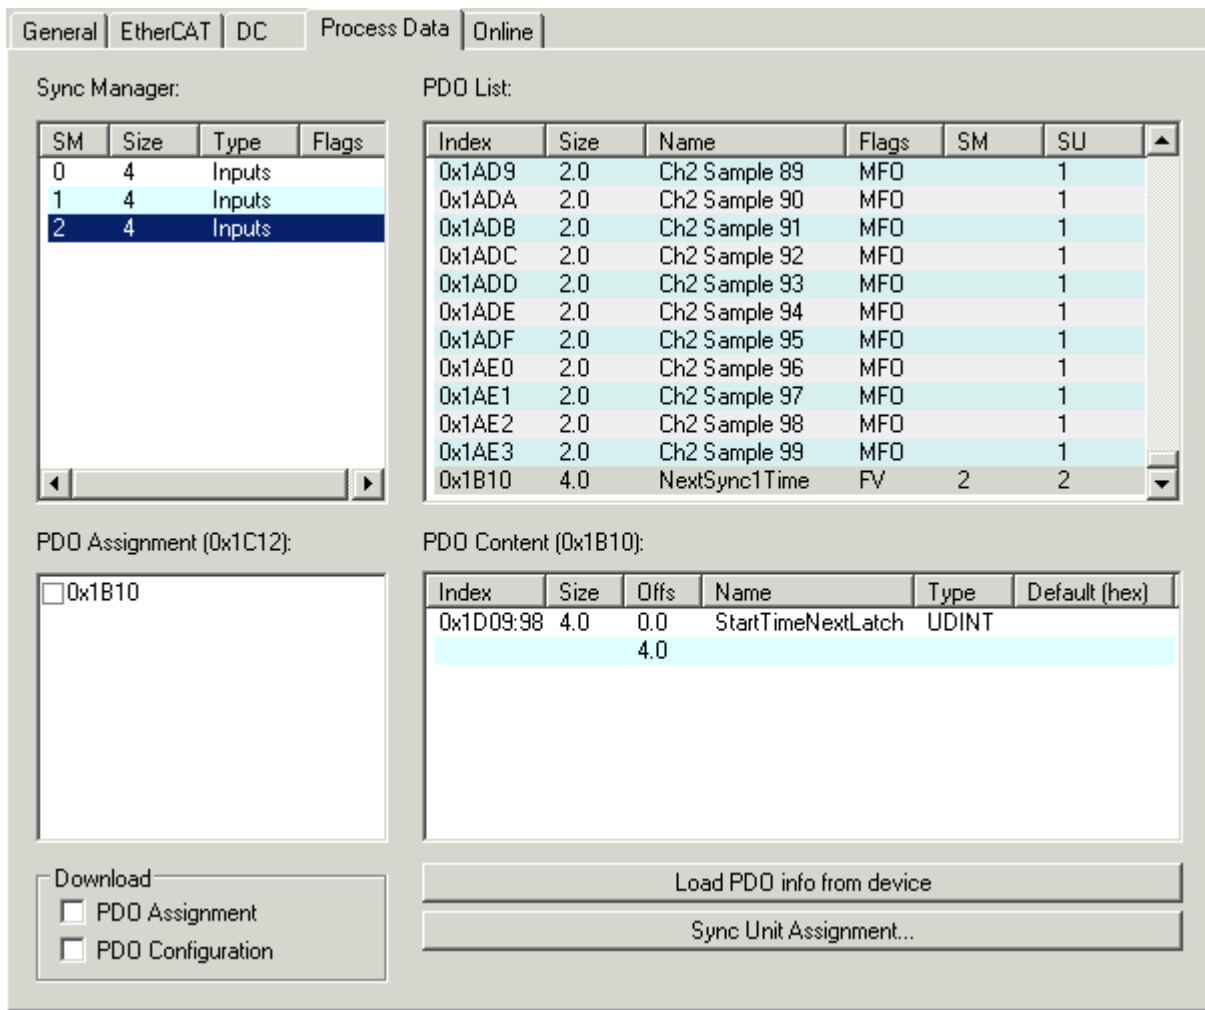 General EtherCAT DC Process Data Online
Sync Manager:
SM Size Type Flags
0 4 Inputs
1 4 Inputs
2 4 Inputs
PDO List:
Index Size Name Flags SM SU
0x1AD9 2.0 Ch2 Sample 89 MFO 1
0x1ADA 2.0 Ch2 Sample 90 MFO 1
0x1ADB 2.0 Ch2 Sample 91 MFO 1
0x1ADC 2.0 Ch2 Sample 92 MFO 1
0x1ADD 2.0 Ch2 Sample 93 MFO 1
0x1ADE 2.0 Ch2 Sample 94 MFO 1
0x1ADF 2.0 Ch2 Sample 95 MFO 1
0x1AE0 2.0 Ch2 Sample 96 MFO 1
0x1AE1 2.0 Ch2 Sample 97 MFO 1
0x1AE2 2.0 Ch2 Sample 98 MFO 1
0x1AE3 2.0 Ch2 Sample 99 MFO 1
0x1B10 4.0 NextSync1Time FV 2 2
PDO Assignment (0x1C12):
0x1B10
PDO Content (0x1B10):
Index Size Offs Name Type Default (hex)
0x1D09:98 4.0 0.0 StartTimeNextLatch UDINT
4.0
Download
PDO Assignment
PDO Configuration
Load PDO info from device
Sync Unit Assignment...